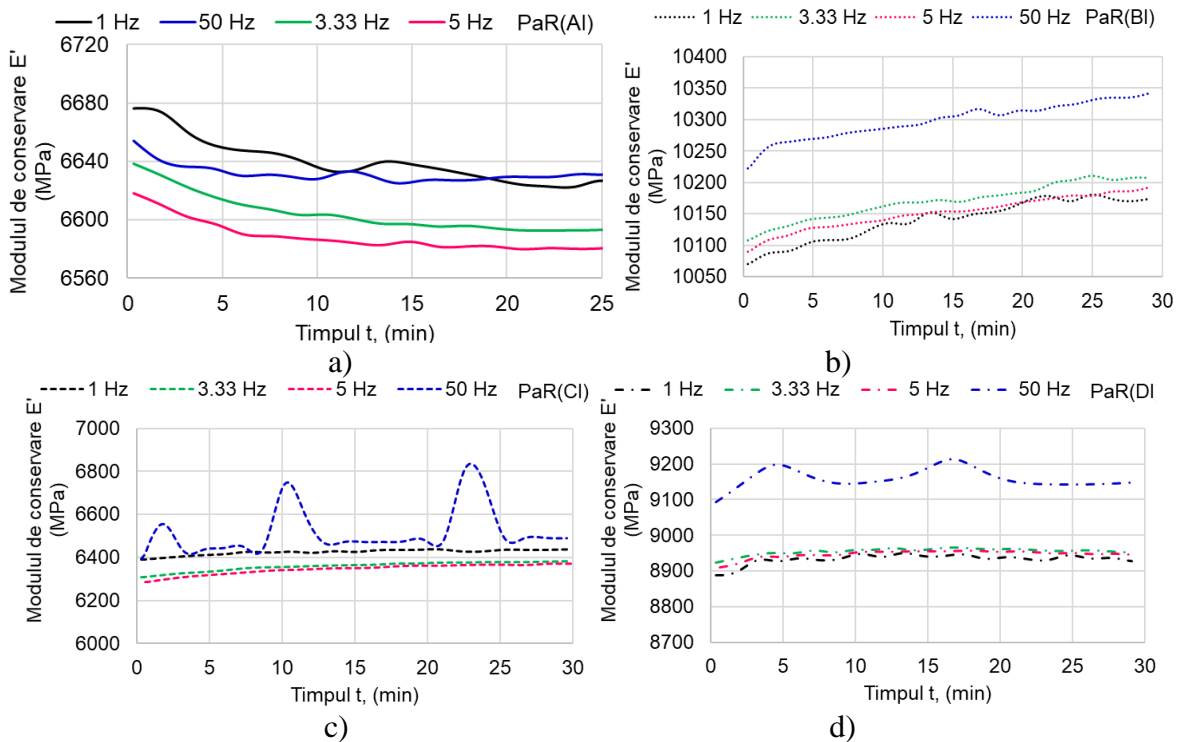 1 Hz 50 Hz 3.33 Hz 5 Hz PaR(AI)
Modulul de conservare E'
(MPa)
6720
6680
6640
6600
6560
0 5 10 15 20 25
Timpul t, (min)
a)
1 Hz 3.33 Hz 5 Hz 50 Hz PaR(BI)
Modulul de conservare E'
(MPa)
10400
10350
10300
10250
10200
10150
10100
10050
0 5 10 15 20 25 30
Timpul t, (min)
b)
1 Hz 3.33 Hz 5 Hz 50 Hz PaR(CI)
Modulul de conservare E'
(MPa)
7000
6800
6600
6400
6200
6000
0 5 10 15 20 25 30
Timpul t, (min)
c)
1 Hz 3.33 Hz 5 Hz 50 Hz PaR(DI
Modulul de conservare E'
(MPa)
9300
9200
9100
9000
8900
8800
8700
0 5 10 15 20 25 30
Timpul t, (min)
d)